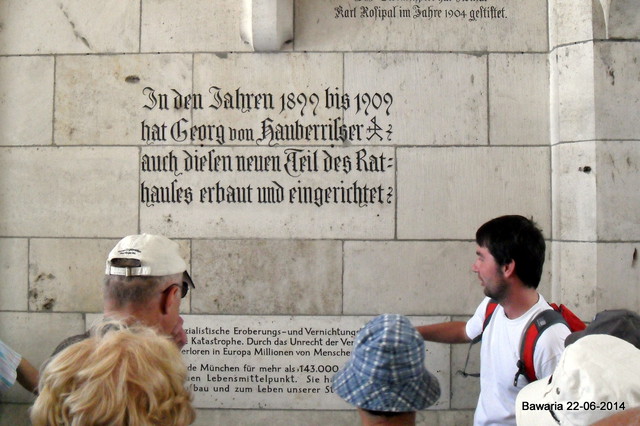 Karl Rosipal im Jahre 1904 gestiftet.
In den Jahren 1899 bis 1909
hat Georg von Hauberrisser
auch diesen neuen Teil des Rat=
hauses erbaut und eingerichtet
zialistische Eroberungs- und Vernichtung
Katastrophe. Durch das Unrecht der Ver
erloren in Europa Millionen von Mensche
de München für mehr als 143.000
en Lebensmittelpunkt. Sie h
bau und zum Leben unserer St
Bawaria 22-06-2014